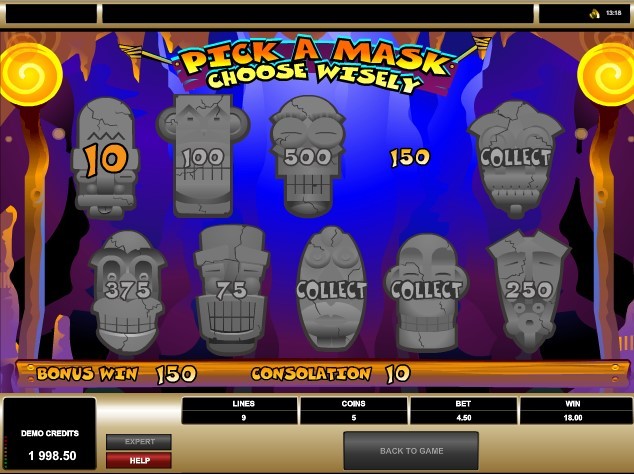 13:16
PICK A MASK
CHOOSE WISELY
10
100
500
150
COLLECT
375
75
COLLECT
COLLECT
250
BONUS WIN 150 CONSOLATION 10
LINES COINS BET WIN
9 5 4.50 18.00
DEMO CREDITS
1 998.50
EXPERT
HELP
BACK TO GAME